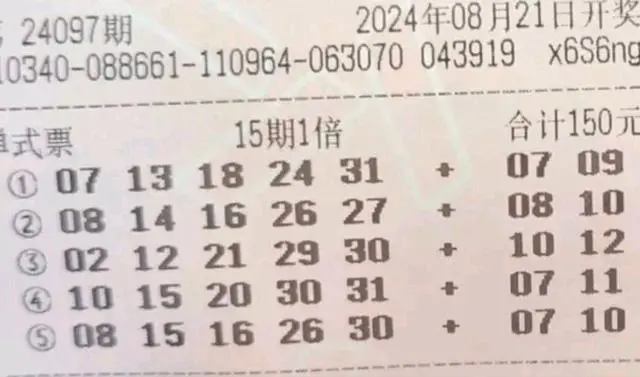 24097期 2024年08月21日开奖
10340-088661-110964-063070 043919 x6S6ng
单式票 15期1倍 合计150元
① 07 13 18 24 31 + 07 09
② 08 14 16 26 27 + 08 10
③ 02 12 21 29 30 + 10 12
④ 10 15 20 30 31 + 07 11
⑤ 08 15 16 26 30 + 07 10